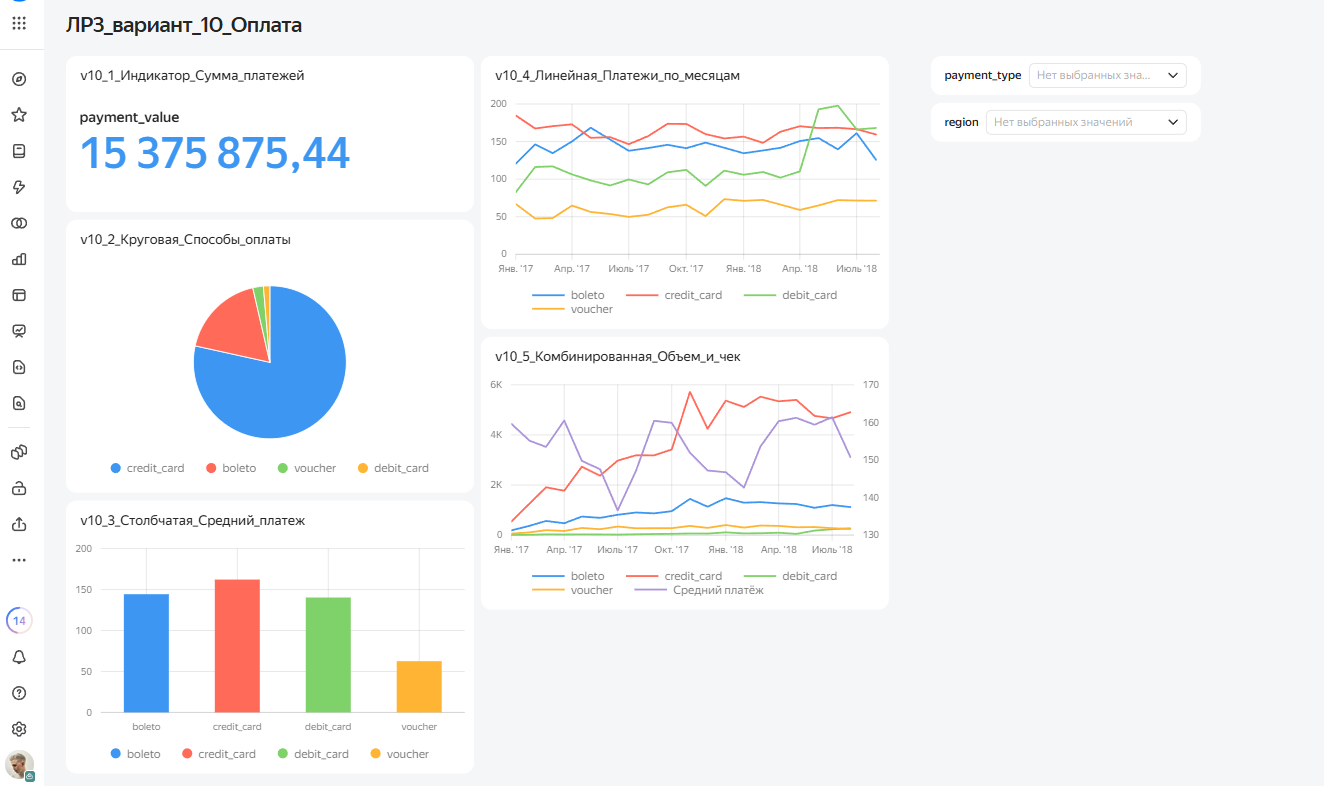 ЛР3_вариант_10_Оплата
v10_1_Индикатор_Сумма_платежей
payment_value
15 375 875,44
v10_2_Круговая_Способы_оплаты
credit_card boleto voucher debit_card
v10_3_Столбчатая_Средний_платеж
200
150
100
50
0
boleto credit_card debit_card voucher
boleto credit_card debit_card voucher
v10_4_Линейная_Платежи_по_месяцам
200
150
100
50
0
Янв. '17 Апр. '17 Июль '17 Окт. '17 Янв. '18 Апр. '18 Июль '18
boleto credit_card debit_card
voucher
v10_5_Комбинированная_Объем_и_чек
6K 170
160
4K
150
2K
140
0 130
Янв. '17 Апр. '17 Июль '17 Окт. '17 Янв. '18 Апр. '18 Июль '18
boleto credit_card debit_card
voucher Средний платёж
payment_type Нет выбранных зна...
region Нет выбранных значений
14